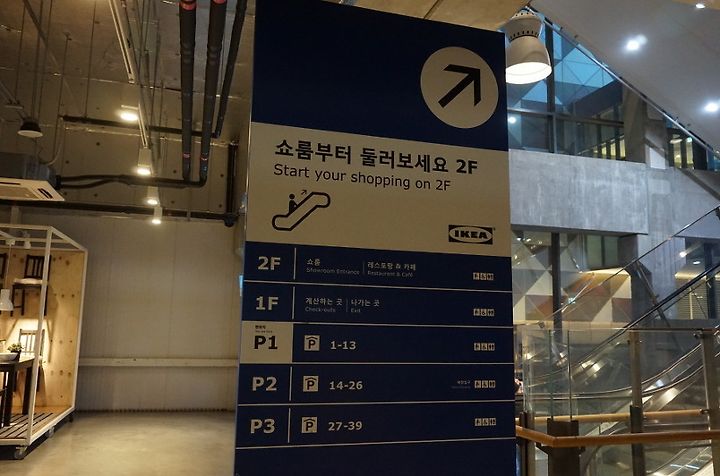 쇼룸부터 둘러보세요 2F
Start your shopping on 2F
IKEA
2F 쇼룸 레스토랑 & 카페
Showroom Entrance Restaurant & Café
1F 계산하는 곳 나가는 곳
Check-outs Exit
P1 P 1-13
P2 P 14-26
P3 P 27-39